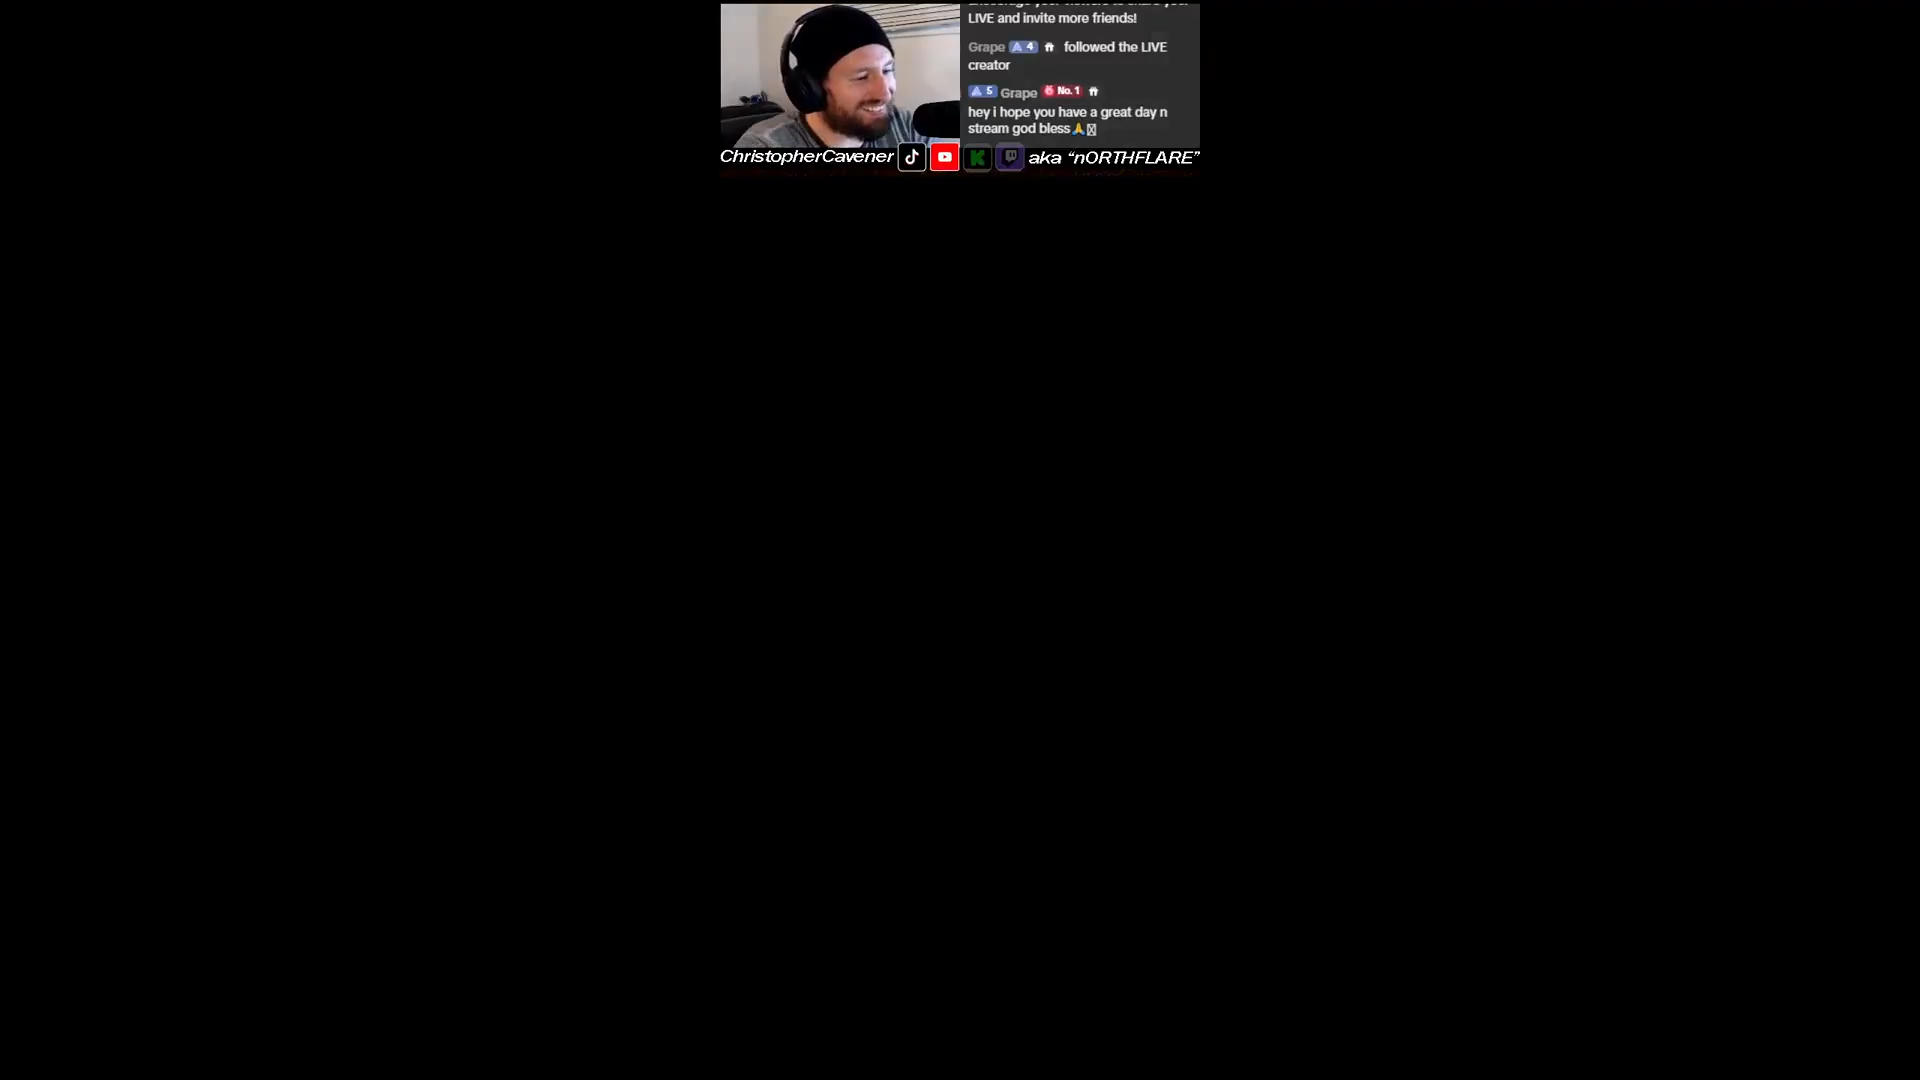 LIVE and invite more friends!
Grape 4 followed the LIVE
creator
5 Grape No. 1
hey i hope you have a great day n
stream god bless🙏
ChristopherCavener aka “nORTHFLARE”